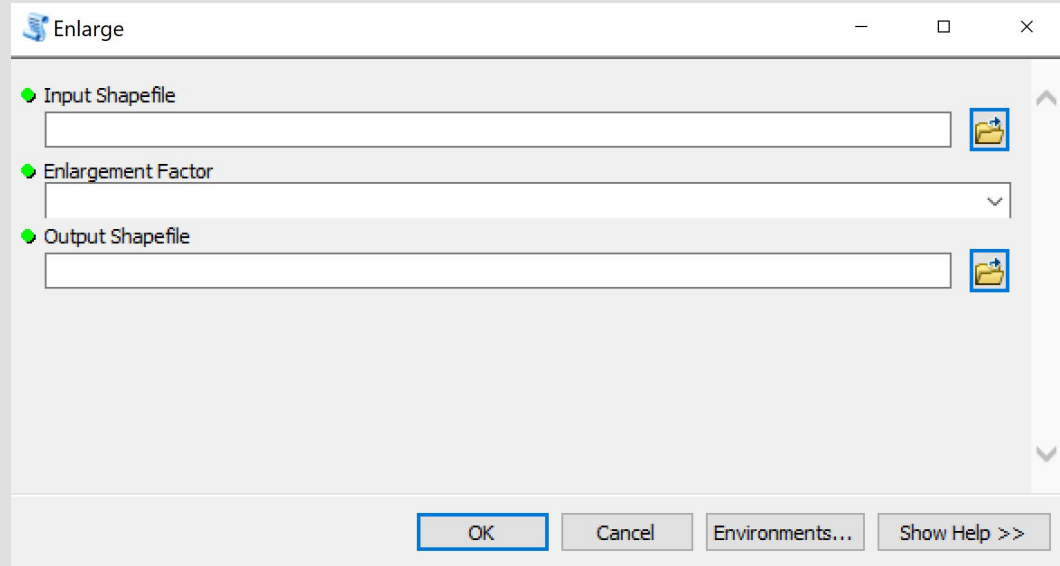 Enlarge
Input Shapefile
Enlargement Factor
Output Shapefile
OK Cancel Environments... Show Help >>